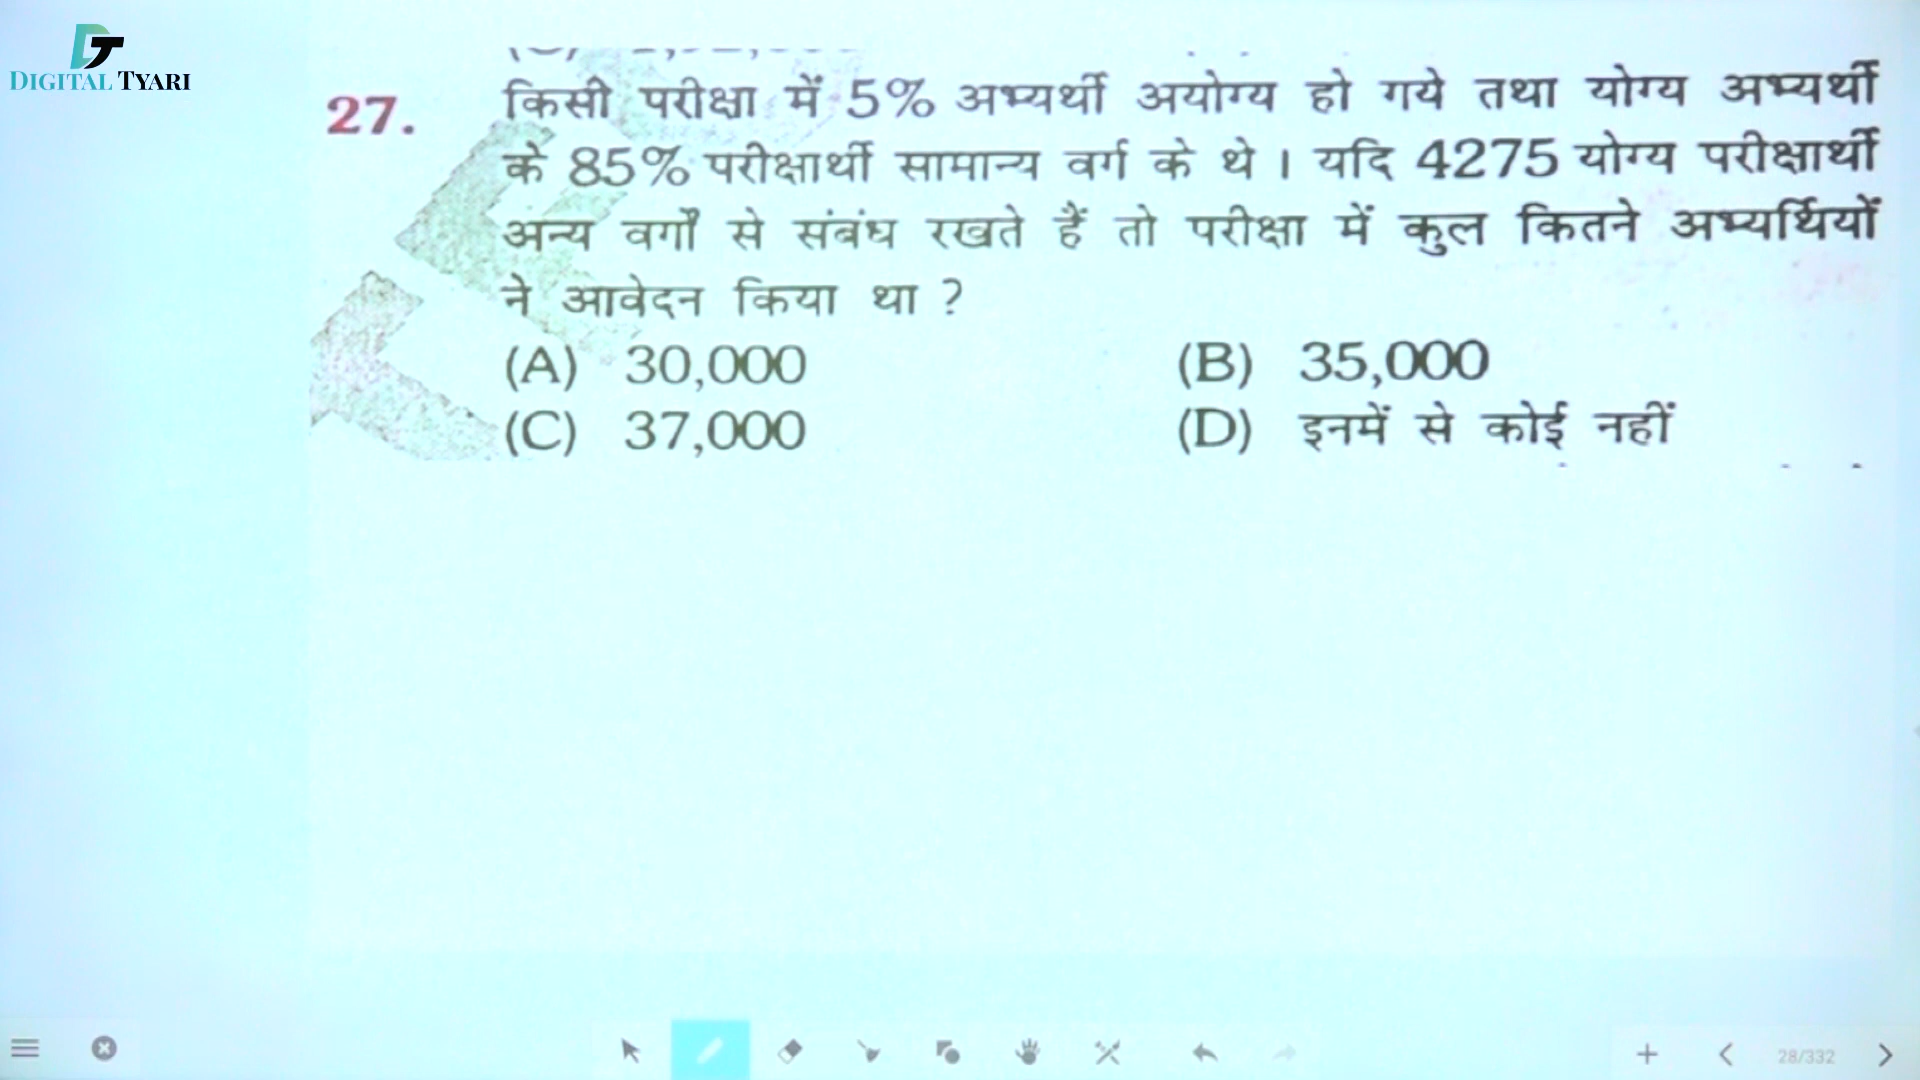 DIGITAL TYARI
27. किसी परीक्षा में 5% अभ्यर्थी अयोग्य हो गये तथा योग्य अभ्यर्थी
के 85% परीक्षार्थी सामान्य वर्ग के थे । यदि 4275 योग्य परीक्षार्थी
अन्य वर्गों से संबंध रखते हैं तो परीक्षा में कुल कितने अभ्यर्थियों
ने आवेदन किया था ?
(A) 30,000 (B) 35,000
(C) 37,000 (D) इनमें से कोई नहीं
28/332